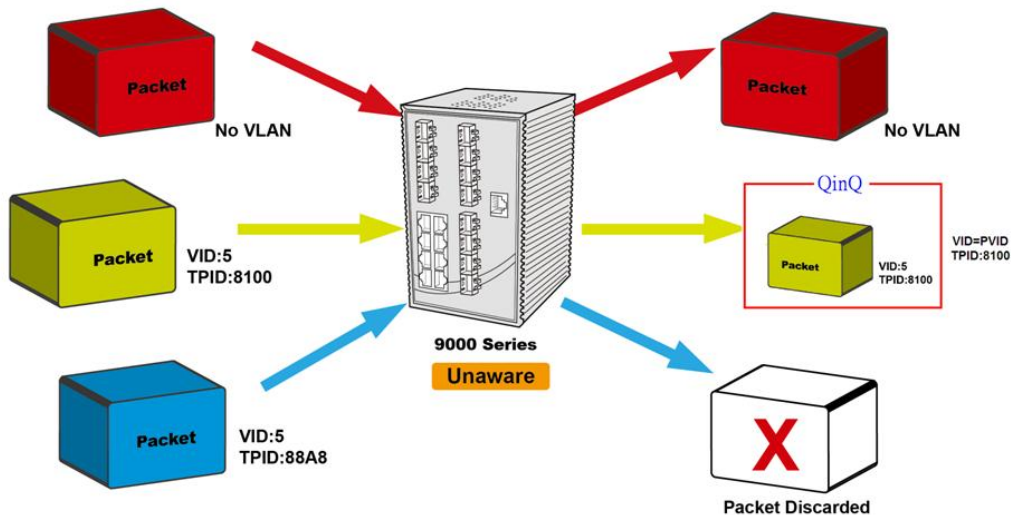 Packet
No VLAN
Packet
VID:5
TPID:8100
Packet
VID:5
TPID:88A8
9000 Series
Unaware
Packet
No VLAN
QinQ
Packet
VID:5
TPID:8100
VID=PVID
TPID:8100
X
Packet Discarded